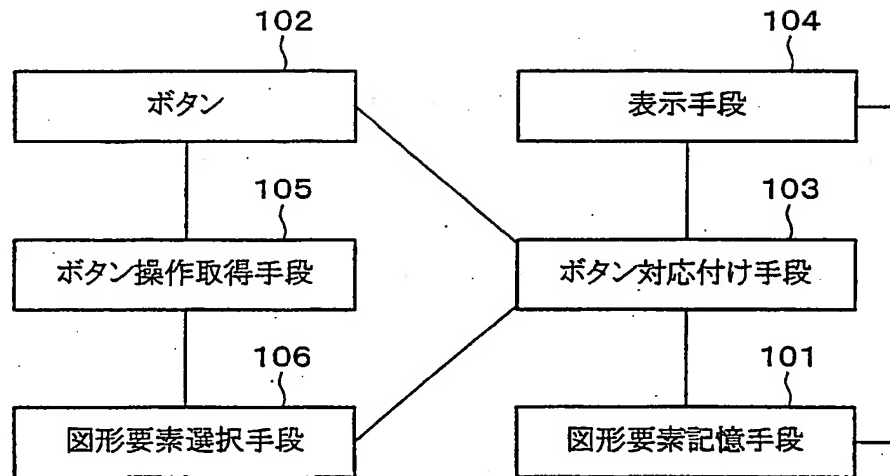 102
ボタン
104
表示手段
105
ボタン操作取得手段
103
ボタン対応付け手段
106
図形要素選択手段
101
図形要素記憶手段